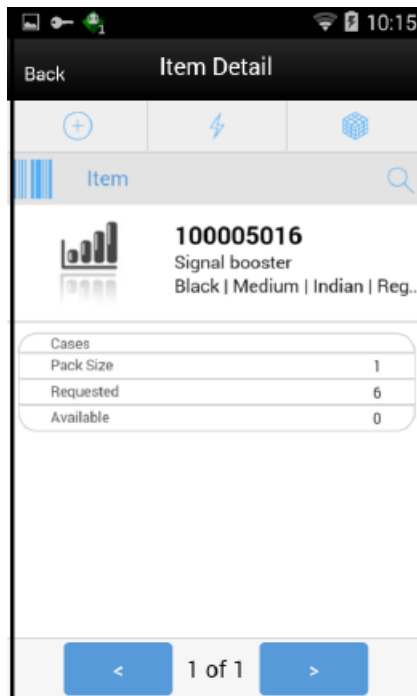 1
10:15
Back
Item Detail
Item
100005016
Signal booster
Black | Medium | Indian | Reg..
Cases
Pack Size 1
Requested 6
Available 0
< 1 of 1 >